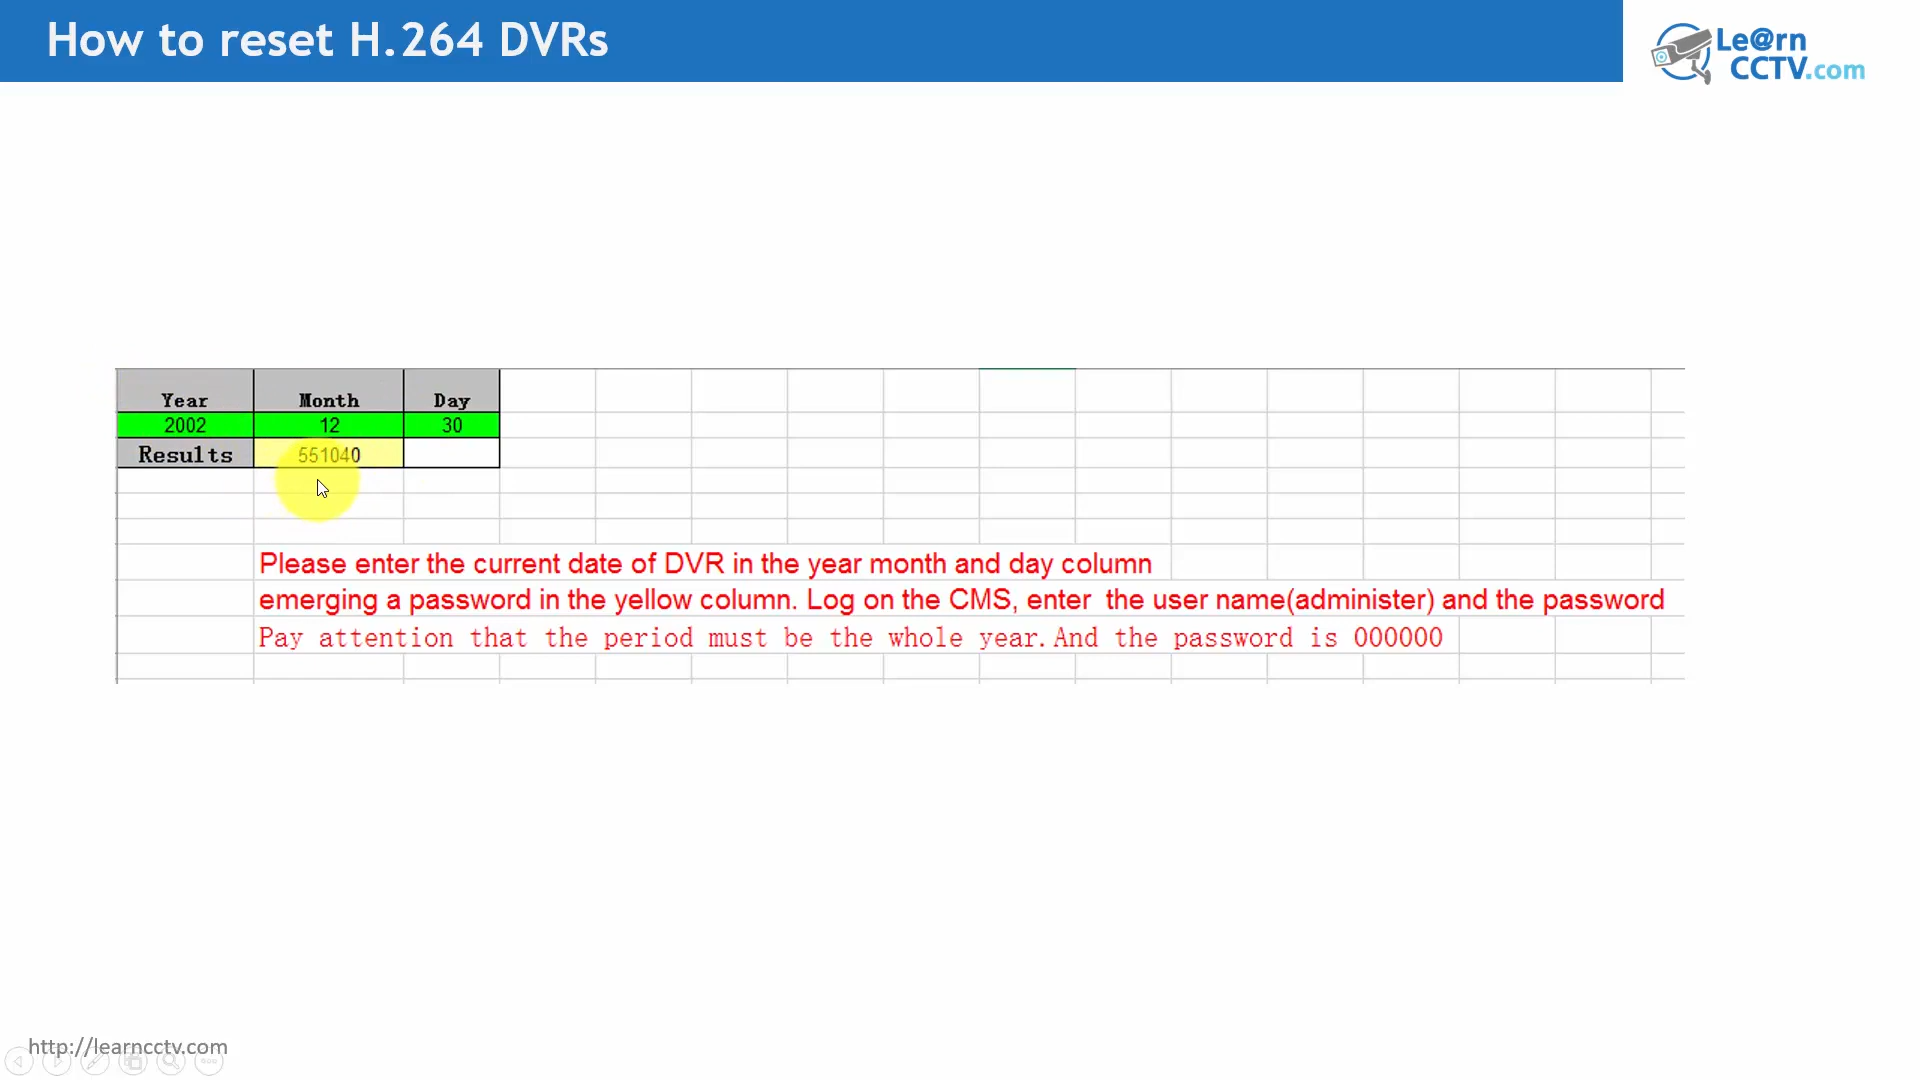 How to reset H.264 DVRs
Le@rn
CCTV.com
Year Month Day
2002 12 30
Results 551040
Please enter the current date of DVR in the year month and day column
emerging a password in the yellow column. Log on the CMS, enter the user name(administer) and the password
Pay attention that the period must be the whole year.And the password is 000000
http://learncctv.com